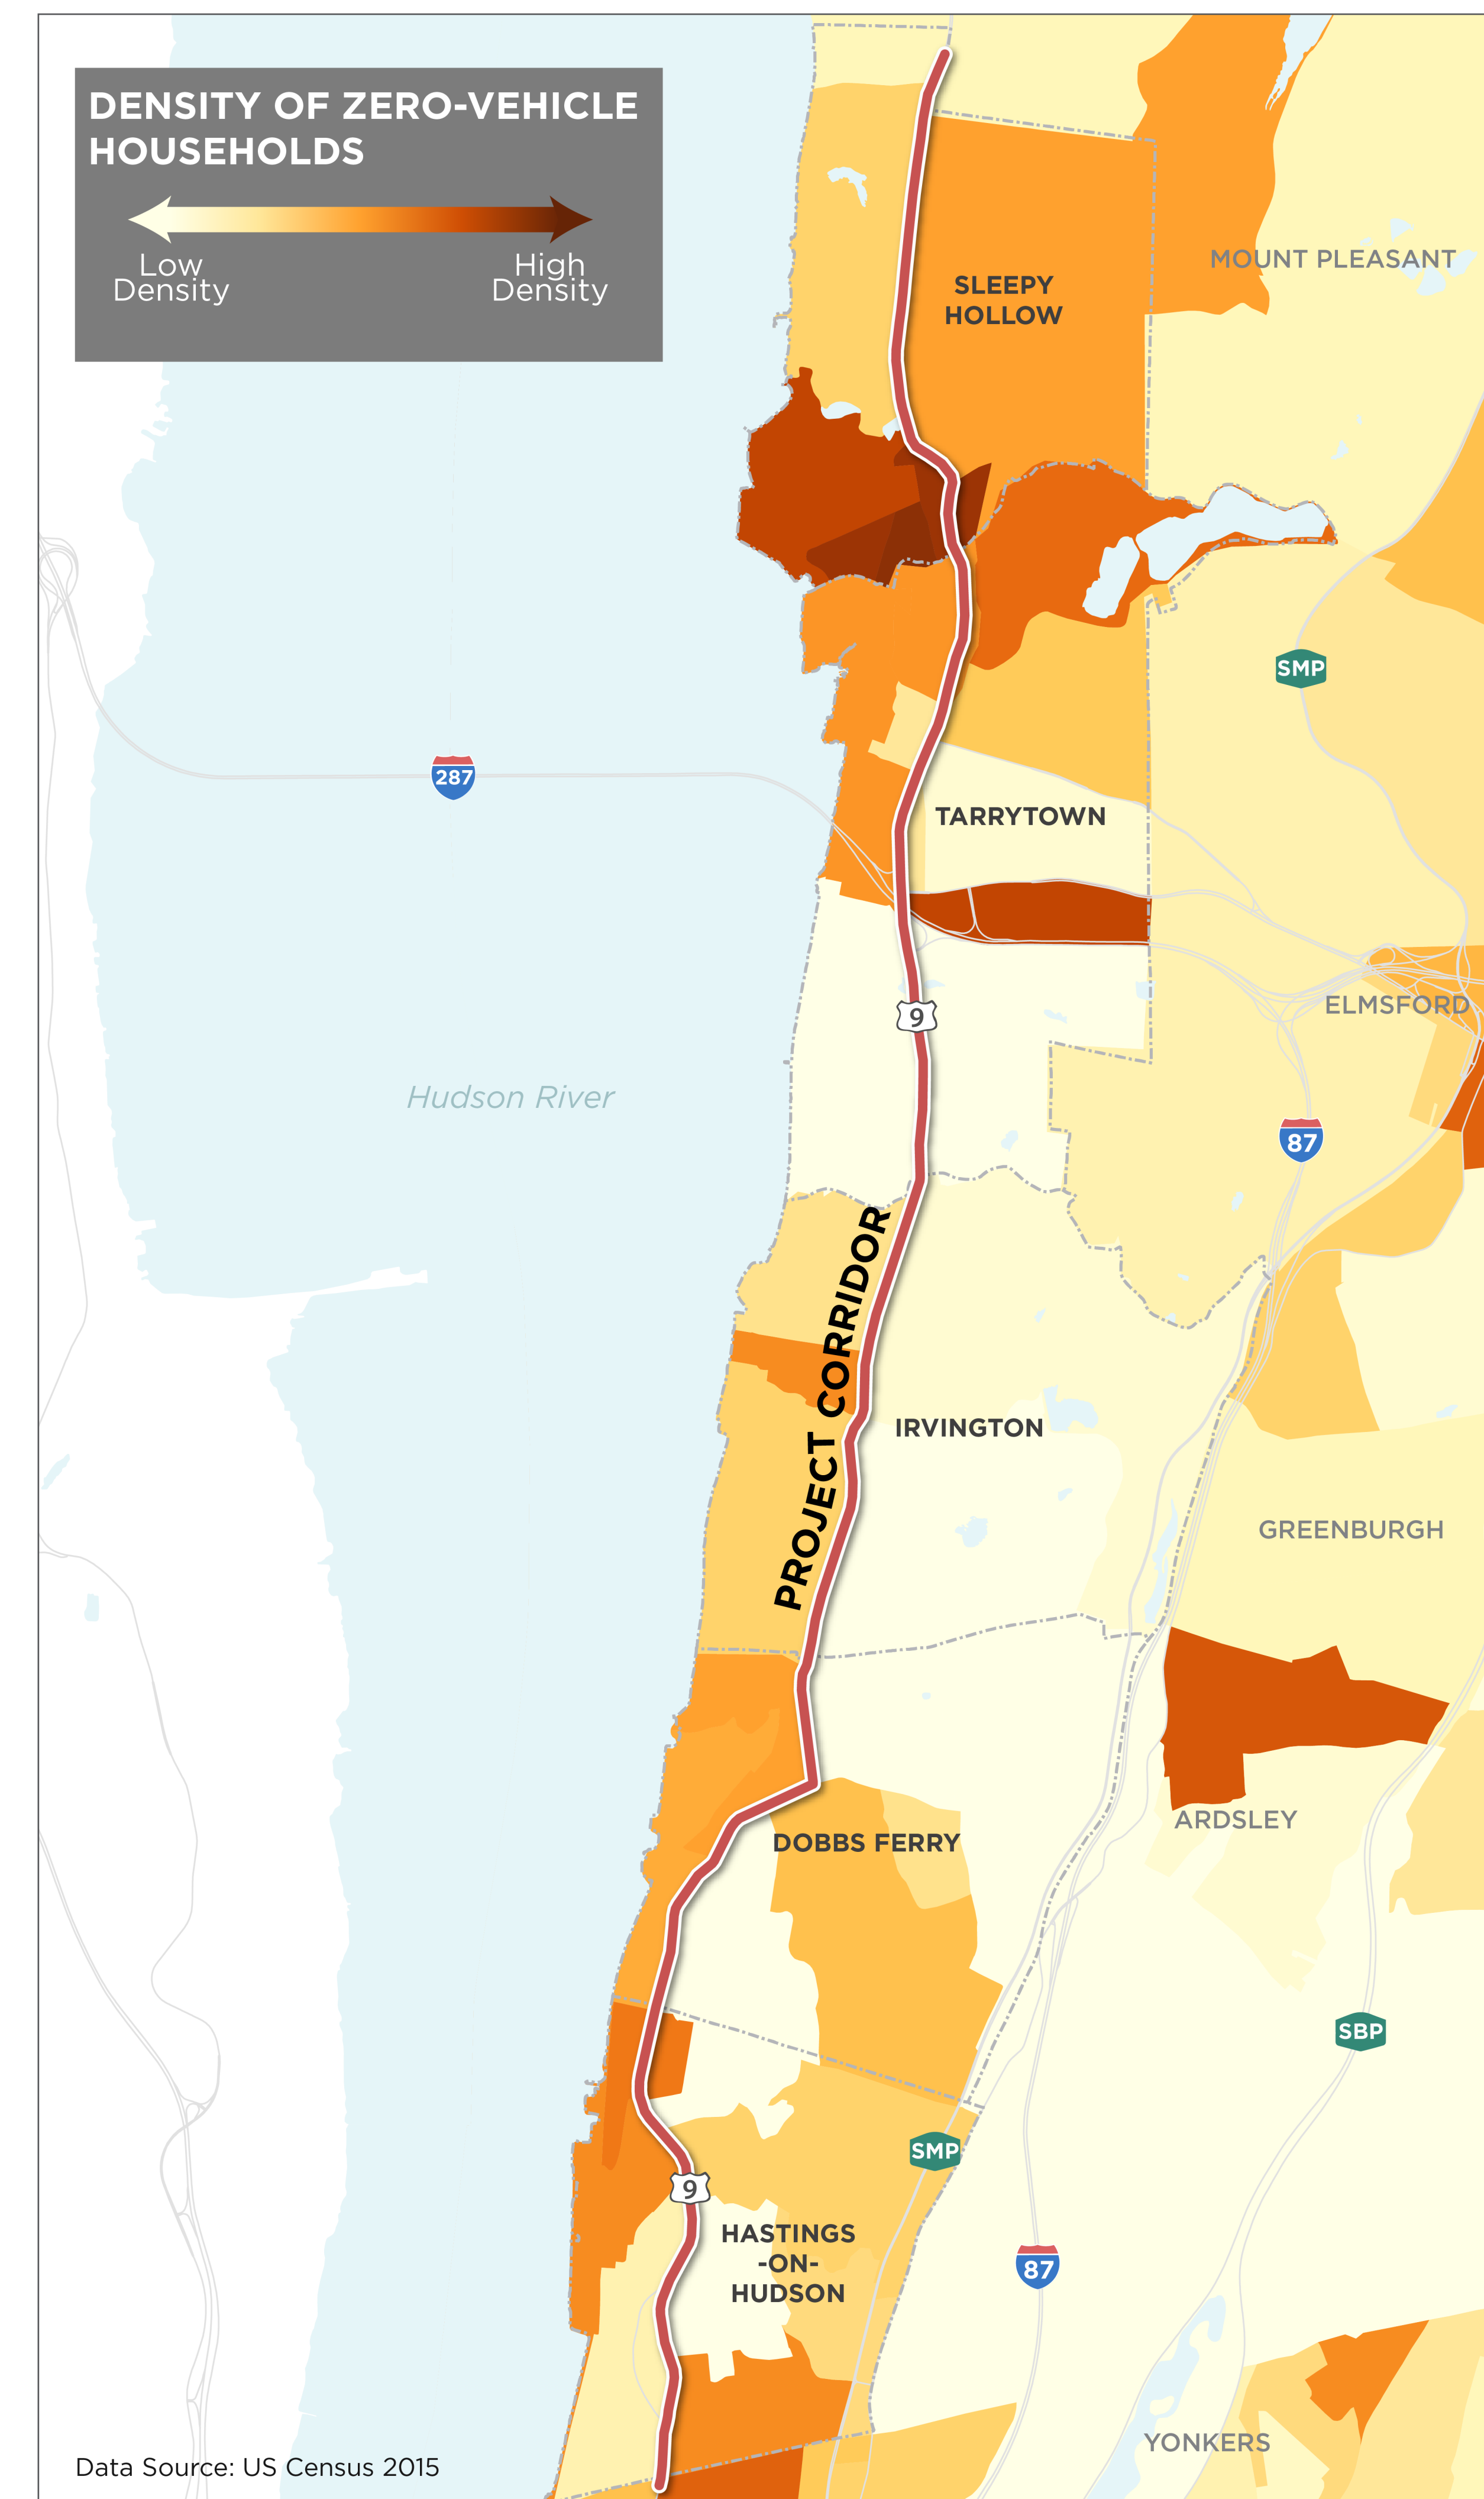 DENSITY OF ZERO-VEHICLE
HOUSEHOLDS
Low
Density
High
Density
SLEEPY
HOLLOW
MOUNT PLEASANT
SMP
287
TARRYTOWN
ELMSFORD
9
Hudson River
87
PROJECT CORRIDOR
IRVINGTON
GREENBURGH
ARDSLEY
DOBBS FERRY
SBP
SMP
9
HASTINGS
-ON-
HUDSON
87
YONKERS
Data Source: US Census 2015